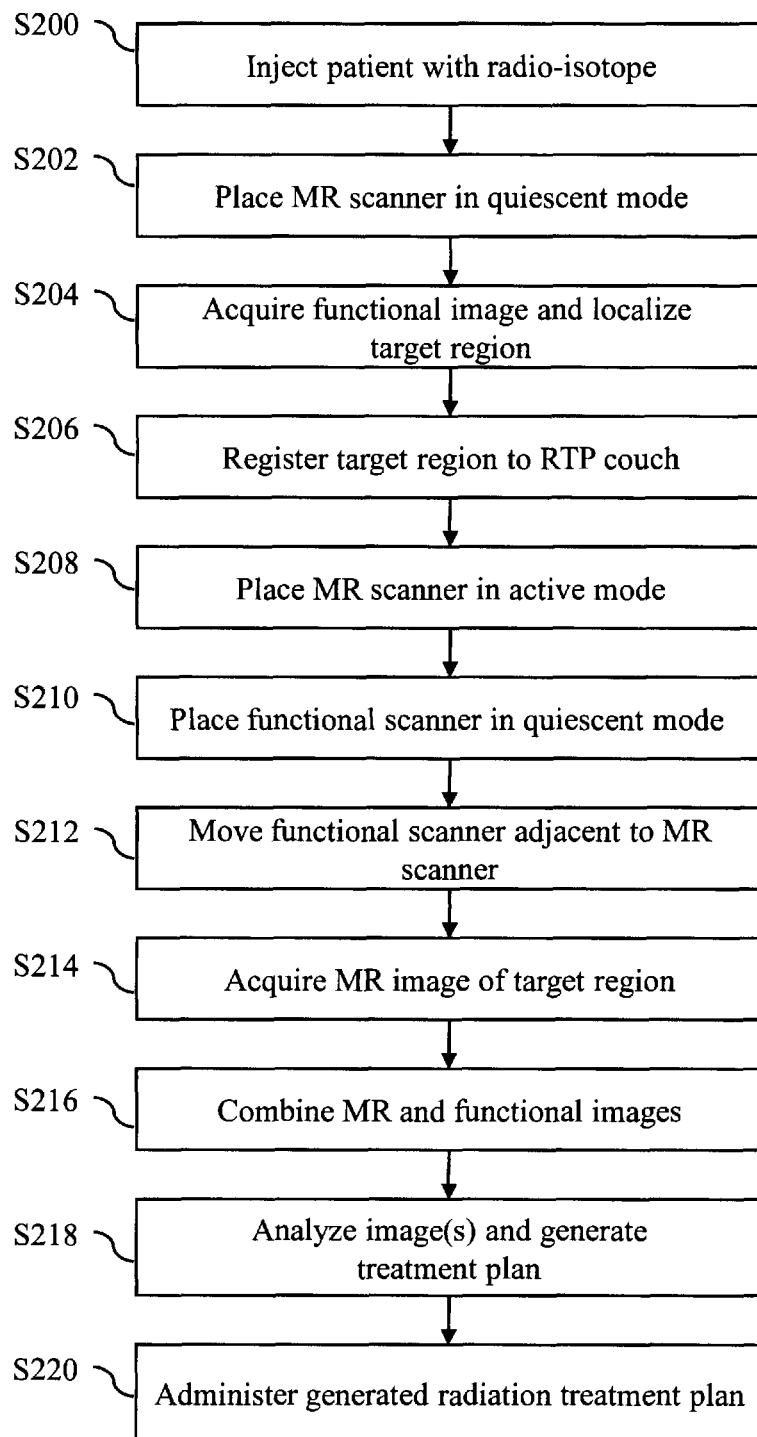 S200
Inject patient with radio-isotope
S202
Place MR scanner in quiescent mode
S204
Acquire functional image and localize
target region
S206
Register target region to RTP couch
S208
Place MR scanner in active mode
S210
Place functional scanner in quiescent mode
S212
Move functional scanner adjacent to MR
scanner
S214
Acquire MR image of target region
S216
Combine MR and functional images
S218
Analyze image(s) and generate
treatment plan
S220
Administer generated radiation treatment plan